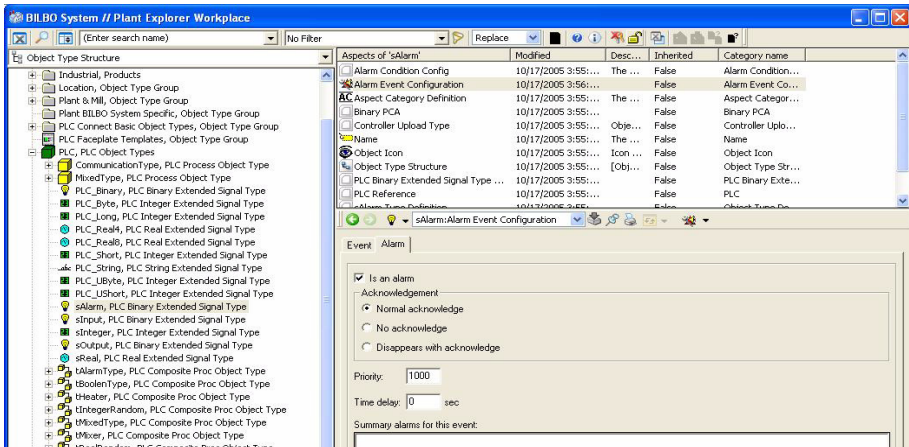 BILBO System // Plant Explorer Workplace
(Enter search name)
No Filter
Replace
Object Type Structure
Industrial, Products
Location, Object Type Group
Plant & Mill, Object Type Group
Plant BILBO System Specific, Object Type Group
PLC Connect Basic Object Types, Object Type Group
PLC Faceplate Templates, Object Type Group
PLC, PLC Object Types
CommunicationType, PLC Process Object Type
MixedType, PLC Process Object Type
PLC_Binary, PLC Binary Extended Signal Type
PLC_Byte, PLC Integer Extended Signal Type
PLC_Long, PLC Integer Extended Signal Type
PLC_Real4, PLC Real Extended Signal Type
PLC_Real8, PLC Real Extended Signal Type
PLC_Short, PLC Integer Extended Signal Type
abc PLC_String, PLC String Extended Signal Type
PLC_UByte, PLC Integer Extended Signal Type
PLC_UShort, PLC Integer Extended Signal Type
sAlarm, PLC Binary Extended Signal Type
sInput, PLC Binary Extended Signal Type
sInteger, PLC Integer Extended Signal Type
sOutput, PLC Binary Extended Signal Type
sReal, PLC Real Extended Signal Type
tAlarmType, PLC Composite Proc Object Type
tBoolenType, PLC Composite Proc Object Type
tHeater, PLC Composite Proc Object Type
tIntegerRandom, PLC Composite Proc Object Type
tMixedType, PLC Composite Proc Object Type
tMixer, PLC Composite Proc Object Type
Aspects of 'sAlarm' Modified Desc... Inherited Category name
Alarm Condition Config 10/17/2005 3:55:... The ... False Alarm Condition...
Alarm Event Configuration 10/17/2005 3:56:... False Alarm Event Co...
AC Aspect Category Definition 10/17/2005 3:55:... The ... False Aspect Categor...
Binary PCA 10/17/2005 3:55:... False Binary PCA
Controller Upload Type 10/17/2005 3:55:... Obje... False Controller Uplo...
Name 10/17/2005 3:55:... The ... False Name
Object Icon 10/17/2005 3:55:... Icon ... False Object Icon
Object Type Structure 10/17/2005 3:55:... [Obj... False Object Type Str...
PLC Binary Extended Signal Type ... 10/17/2005 3:55:... False PLC Binary Exte...
PLC Reference 10/17/2005 3:55:... False PLC
sAlarm:Alarm Event Configuration
Event Alarm
Is an alarm
Acknowledgement
Normal acknowledge
No acknowledge
Disappears with acknowledge
Priority: 1000
Time delay: 0 sec
Summary alarms for this event: